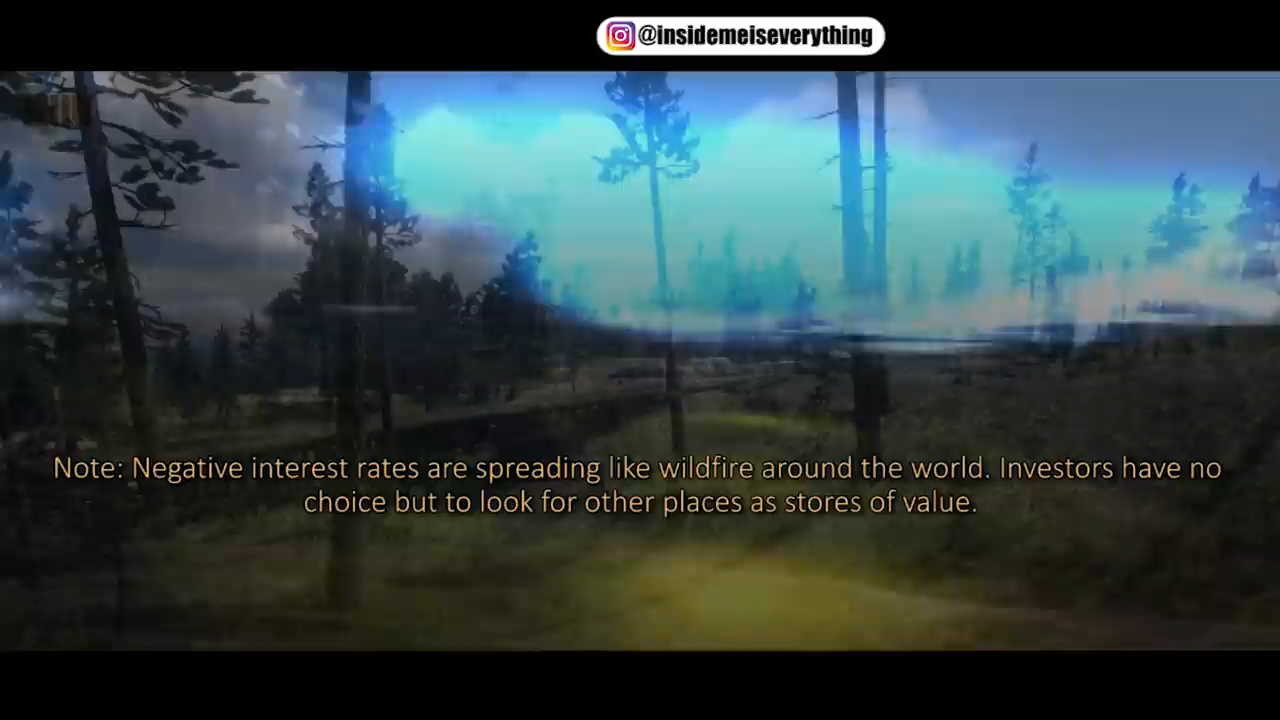 @insidemeiseverything
Note: Negative interest rates are spreading like wildfire around the world. Investors have no
choice but to look for other places as stores of value.